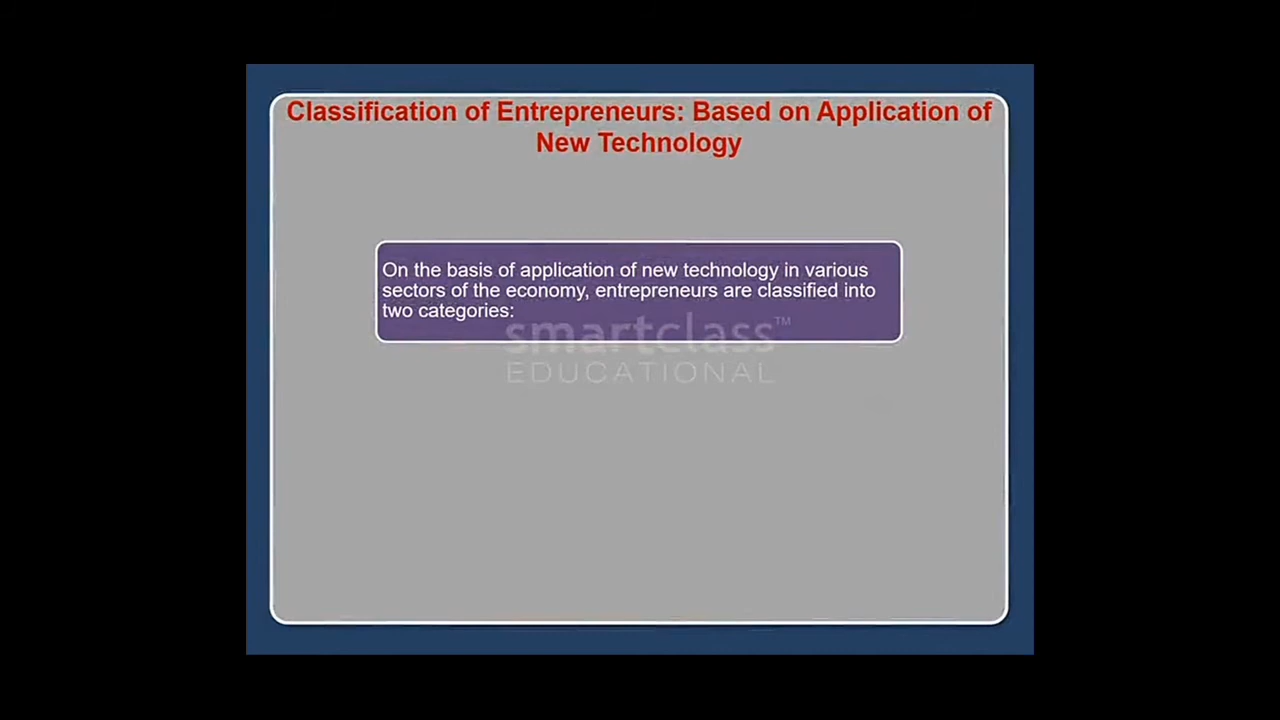 Classification of Entrepreneurs: Based on Application of
New Technology
On the basis of application of new technology in various
sectors of the economy, entrepreneurs are classified into
two categories:
smartclass™
EDUCATIONAL